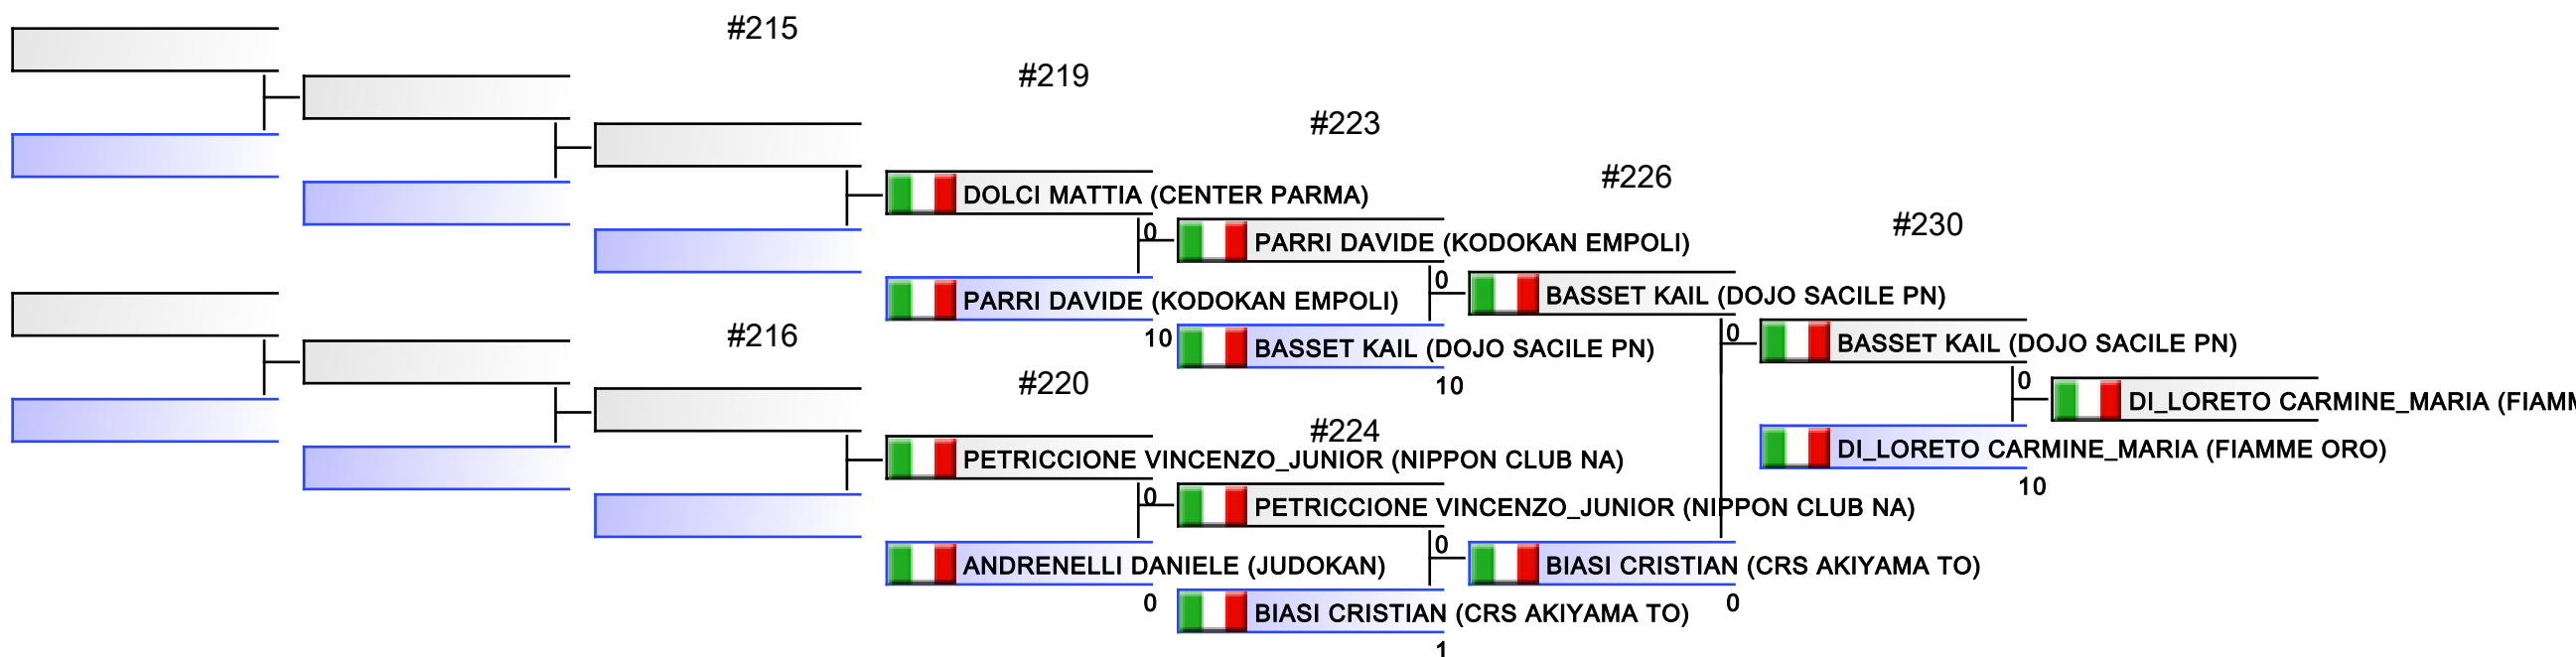 #215
#219
#223
DOLCI MATTIA (CENTER PARMA)
#226
0
PARRI DAVIDE (KODOKAN EMPOLI)
#230
PARRI DAVIDE (KODOKAN EMPOLI)
0
BASSET KAIL (DOJO SACILE PN)
10
BASSET KAIL (DOJO SACILE PN)
0
BASSET KAIL (DOJO SACILE PN)
#216
#220
10
0
DI_LORETO CARMINE_MARIA (FIAMM
#224
DI_LORETO CARMINE_MARIA (FIAMME ORO)
PETRICCIONE VINCENZO_JUNIOR (NIPPON CLUB NA)
10
0
PETRICCIONE VINCENZO_JUNIOR (NIPPON CLUB NA)
ANDRENELLI DANIELE (JUDOKAN)
0
BIASI CRISTIAN (CRS AKIYAMA TO)
0
BIASI CRISTIAN (CRS AKIYAMA TO)
0
1